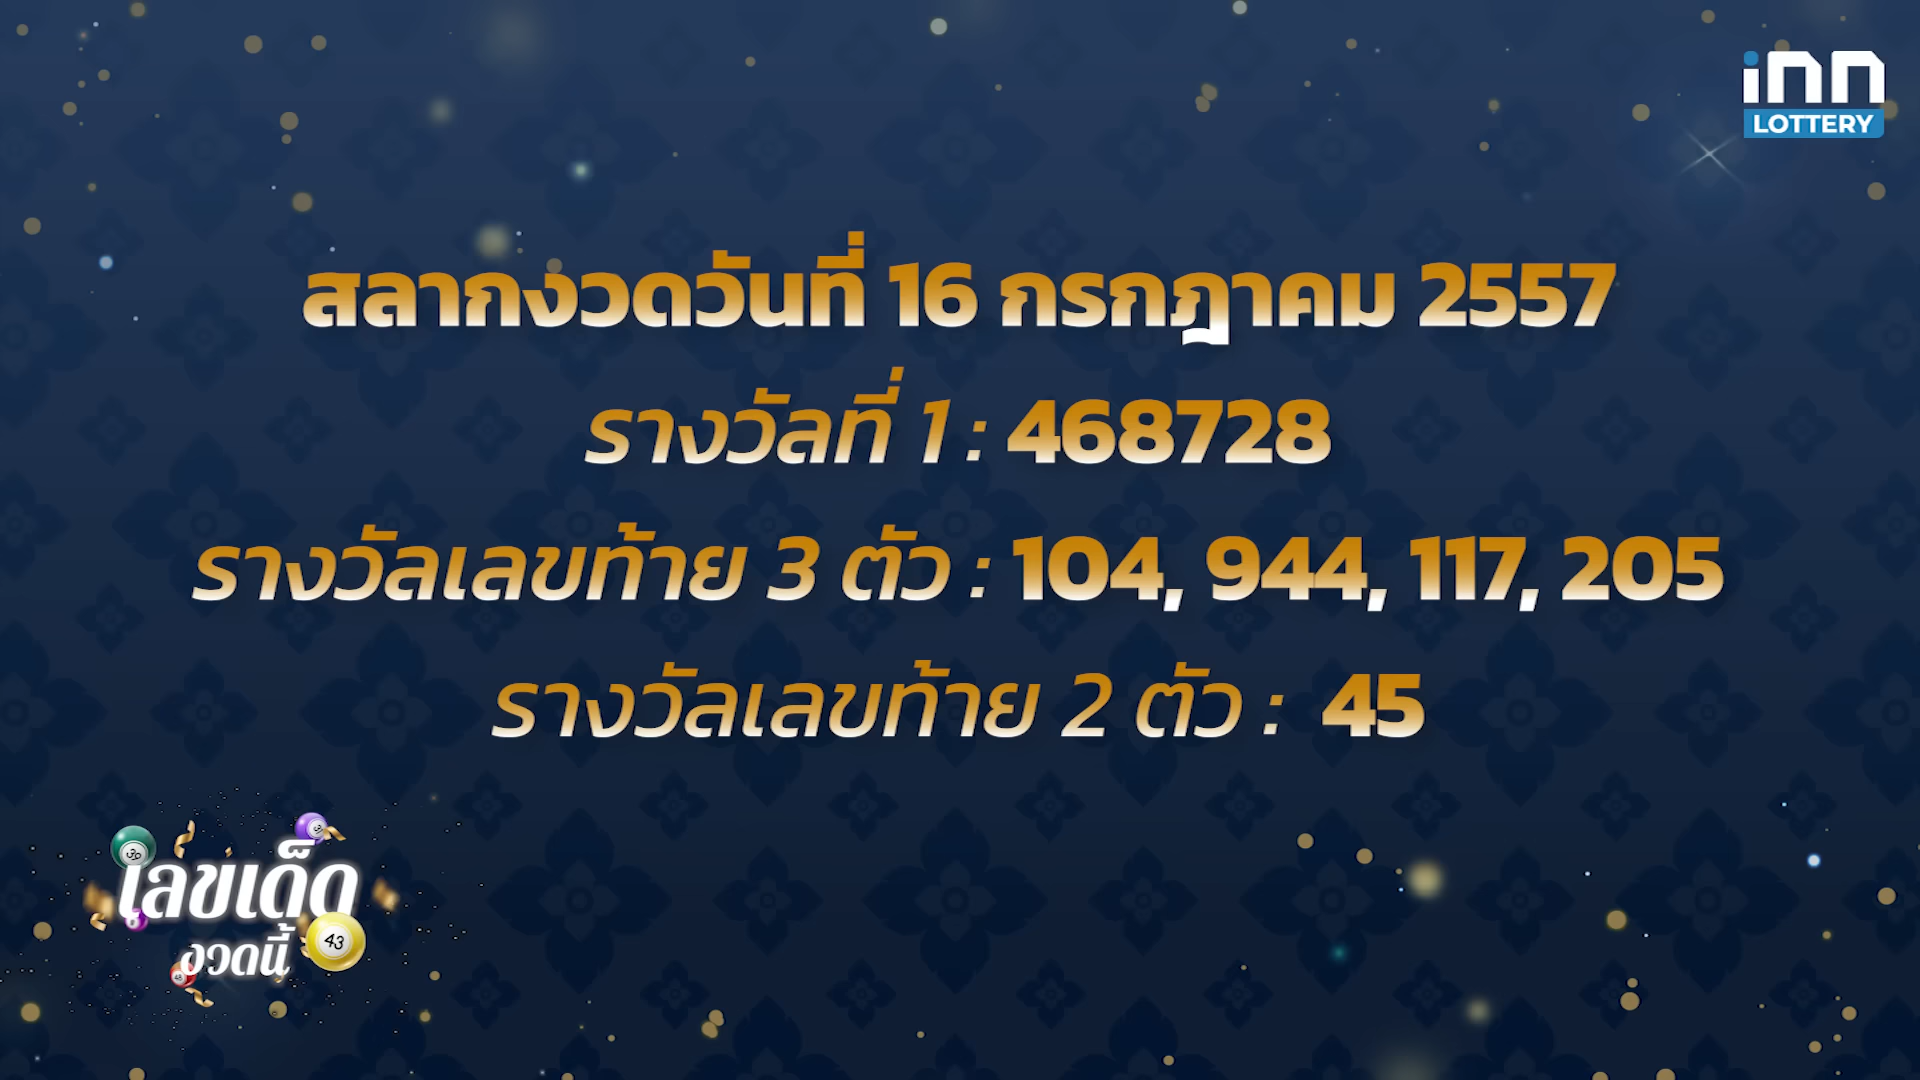 inn
LOTTERY
สลากงวดวันที่ 16 กรกฎาคม 2557
รางวัลที่ 1 : 468728
รางวัลเลขท้าย 3 ตัว : 104, 944, 117, 205
รางวัลเลขท้าย 2 ตัว : 45
เลขเด็ด
งวดนี้
43